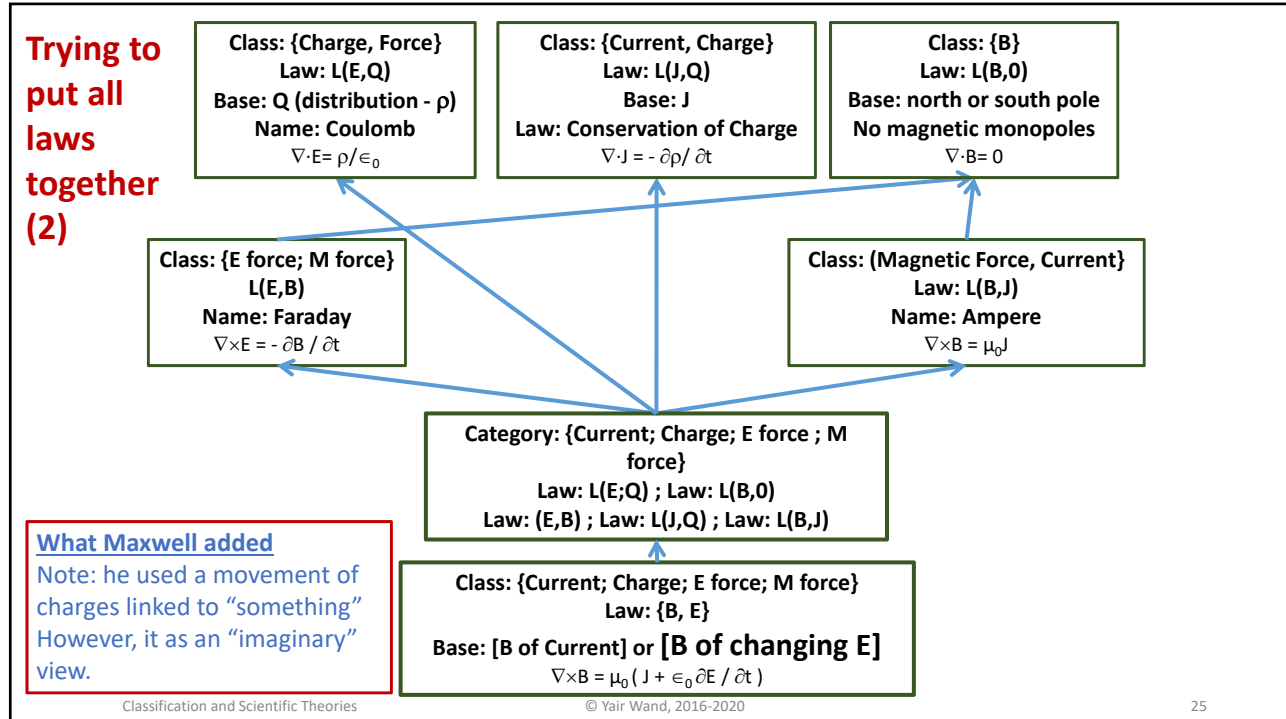 Trying to
put all
laws
together
(2)
Class: {Charge, Force}
Law: L(E,Q)
Base: Q (distribution - ρ)
Name: Coulomb
∇·E= ρ/∈₀
Class: {Current, Charge}
Law: L(J,Q)
Base: J
Law: Conservation of Charge
∇·J = - ∂ρ/ ∂t
Class: {B}
Law: L(B,0)
Base: north or south pole
No magnetic monopoles
∇·B= 0
Class: {E force; M force}
L(E,B)
Name: Faraday
∇×E = - ∂B / ∂t
Class: (Magnetic Force, Current}
Law: L(B,J)
Name: Ampere
∇×B = μ₀J
Category: {Current; Charge; E force ; M
force}
Law: L(E;Q) ; Law: L(B,0)
Law: (E,B) ; Law: L(J,Q) ; Law: L(B,J)
What Maxwell added
Note: he used a movement of
charges linked to “something”
However, it as an “imaginary”
view.
Class: {Current; Charge; E force; M force}
Law: {B, E}
Base: [B of Current] or [B of changing E]
∇×B = μ₀ ( J + ∈₀ ∂E / ∂t )
Classification and Scientific Theories
© Yair Wand, 2016-2020
25